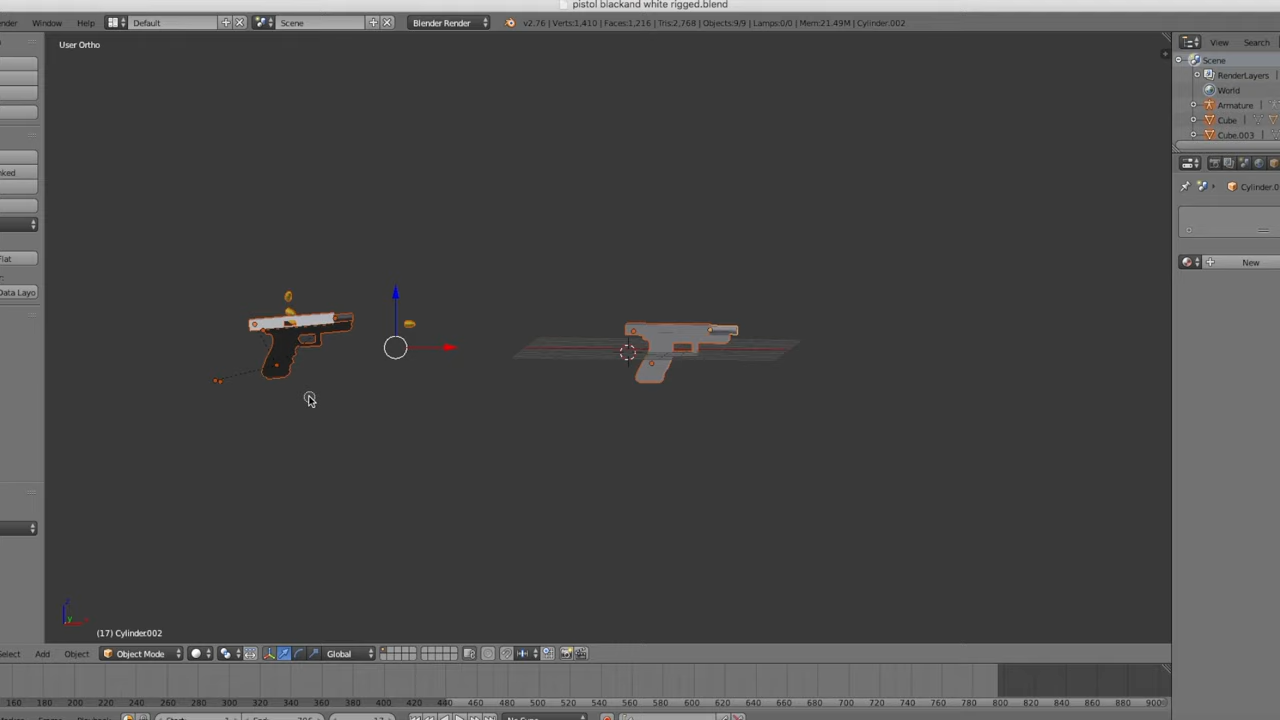 pistol blackand white rigged.blend
Window Help Default Scene Blender Render v2.76 | Verts:1,410 | Faces:1,216 | Tris:2,768 | Objects:9/9 | Lamps:0/0 | Mem:21.49M | Cylinder.002
User Ortho
View Search
Scene
RenderLayers
World
Armature
Cube
Cube.003
Cylinder.0
New
Flat
Data Layo
(17) Cylinder.002
Add Object Object Mode Global
160 180 200 220 240 260 280 300 320 340 360 380 400 420 440 460 480 500 520 540 560 580 600 620 640 660 680 700 720 740 760 780 800 820 840 860 880 900